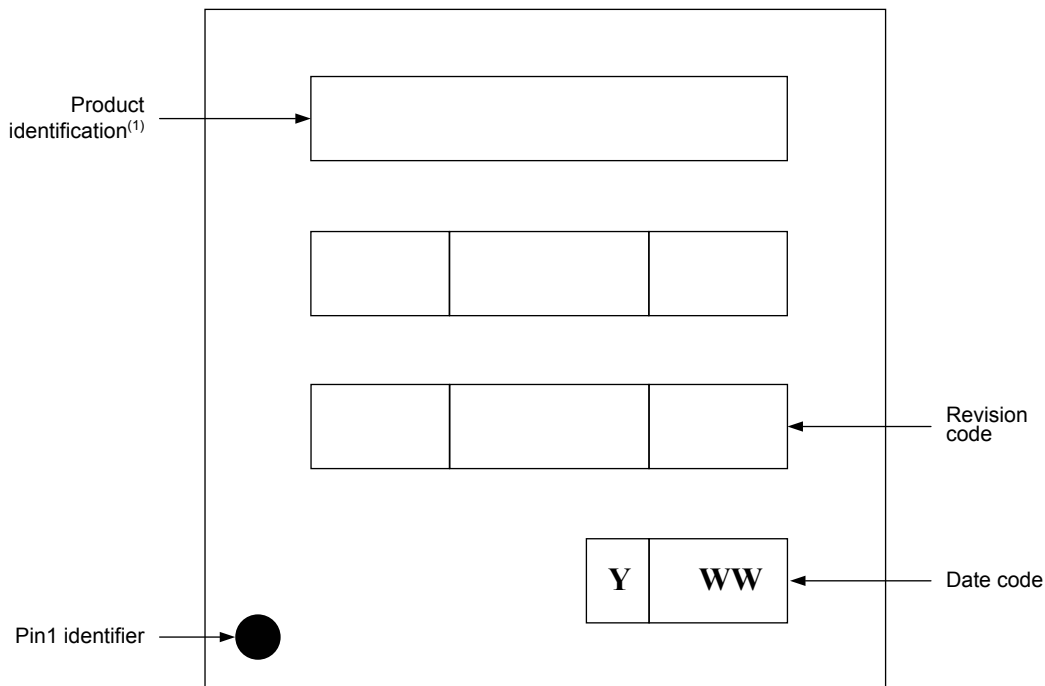 Product
identification(1)
Revision
code
Y WW
Date code
Pin1 identifier